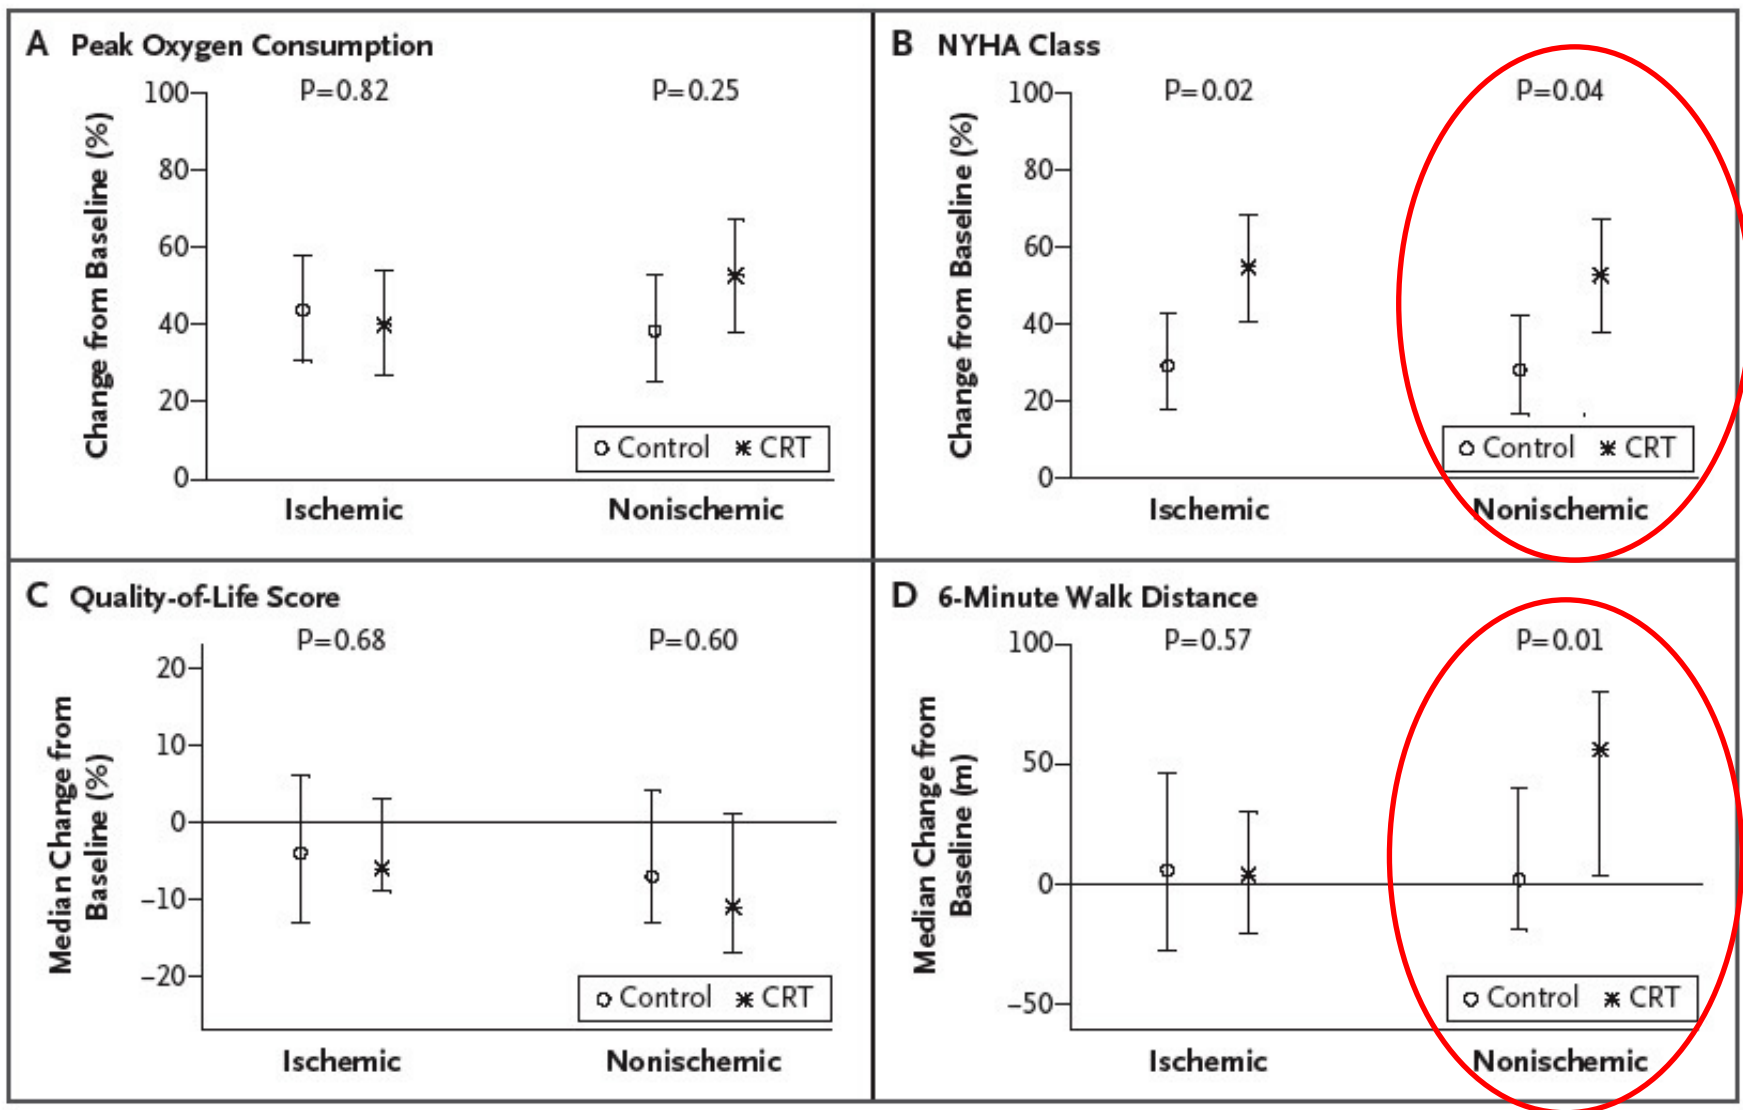 A Peak Oxygen Consumption
P=0.82 P=0.25
Change from Baseline (%)
100
80
60
40
20
0
Control CRT
Ischemic Nonischemic
B NYHA Class
P=0.02 P=0.04
Change from Baseline (%)
100
80
60
40
20
0
Control CRT
Ischemic Nonischemic
C Quality-of-Life Score
P=0.68 P=0.60
Median Change from
Baseline (%)
20
10
0
–10
–20
Control CRT
Ischemic Nonischemic
D 6-Minute Walk Distance
P=0.57 P=0.01
Median Change from
Baseline (m)
100
50
0
–50
Control CRT
Ischemic Nonischemic